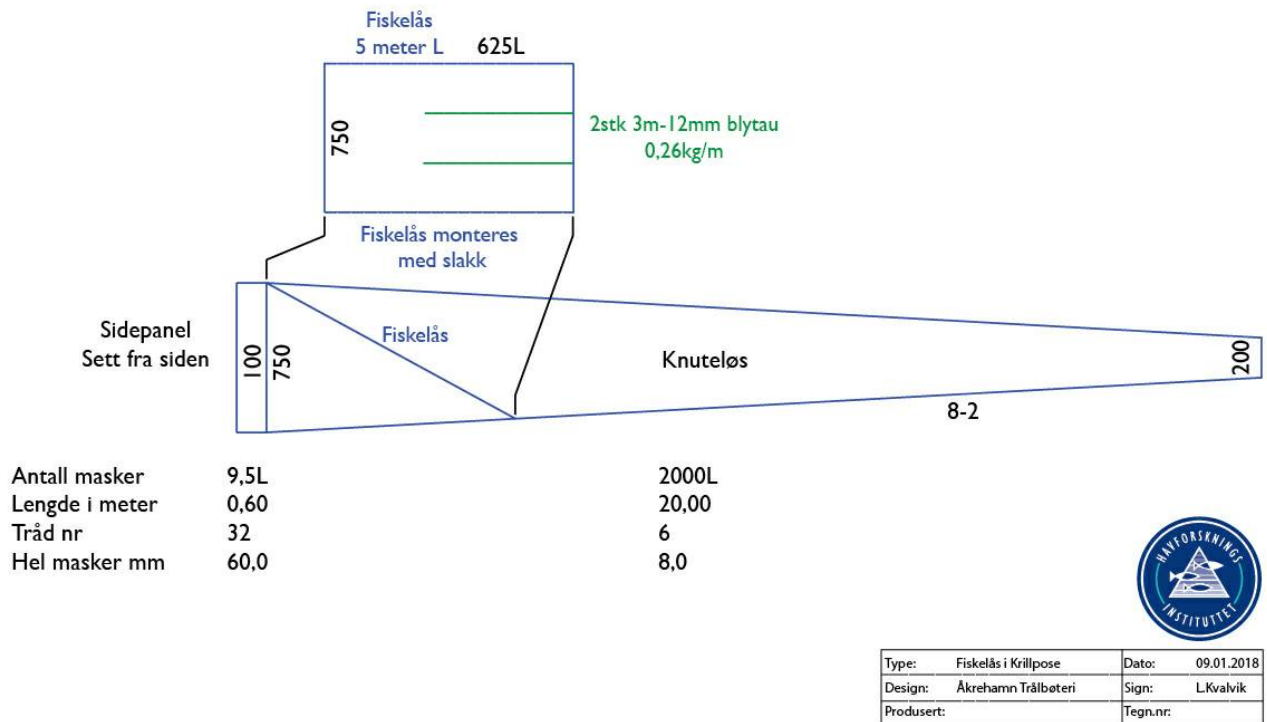 Fiskelås
5 meter L 625L
750
2stk 3m-12mm blytau
0,26kg/m
Fiskelås monteres
med slakk
Sidepanel
Sett fra siden
100
750
Fiskelås
Knuteløs
200
8-2
Antall masker 9,5L 2000L
Lengde i meter 0,60 20,00
Tråd nr 32 6
Hel masker mm 60,0 8,0
HAVFORSKNINGS
INSTITUTTET
Type: Fiskelås i Krillpose Dato: 09.01.2018
Design: Åkrehamn Trålbøteri Sign: L.Kvalvik
Produsert: Tegn.nr: